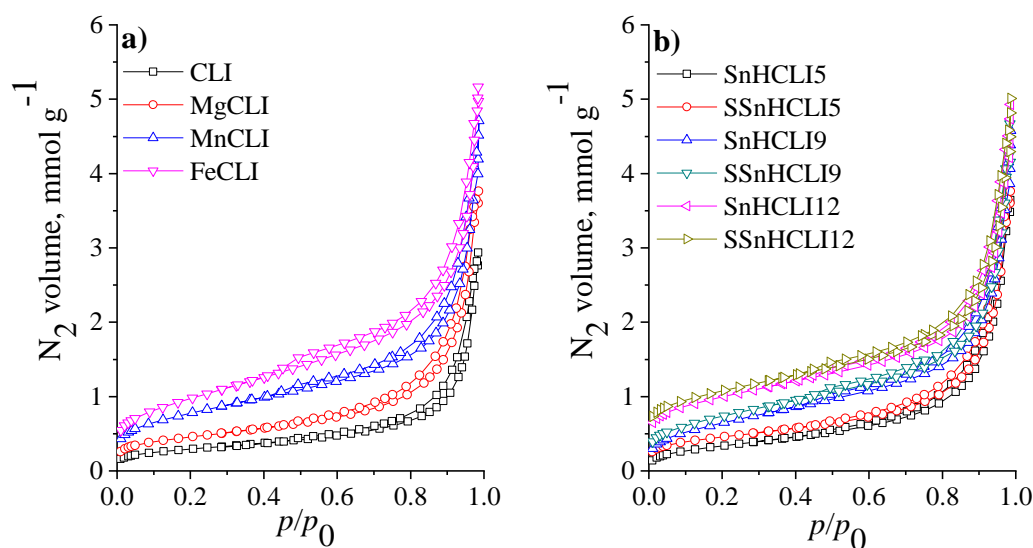 a)
CLI
MgCLI
MnCLI
FeCLI
N2 volume, mmol g-1
6
5
4
3
2
1
0
0.0 0.2 0.4 0.6 0.8 1.0
p/p0
b)
SnHCLI5
SSnHCLI5
SnHCLI9
SSnHCLI9
SnHCLI12
SSnHCLI12
N2 volume, mmol g-1
6
5
4
3
2
1
0
0.0 0.2 0.4 0.6 0.8 1.0
p/p0